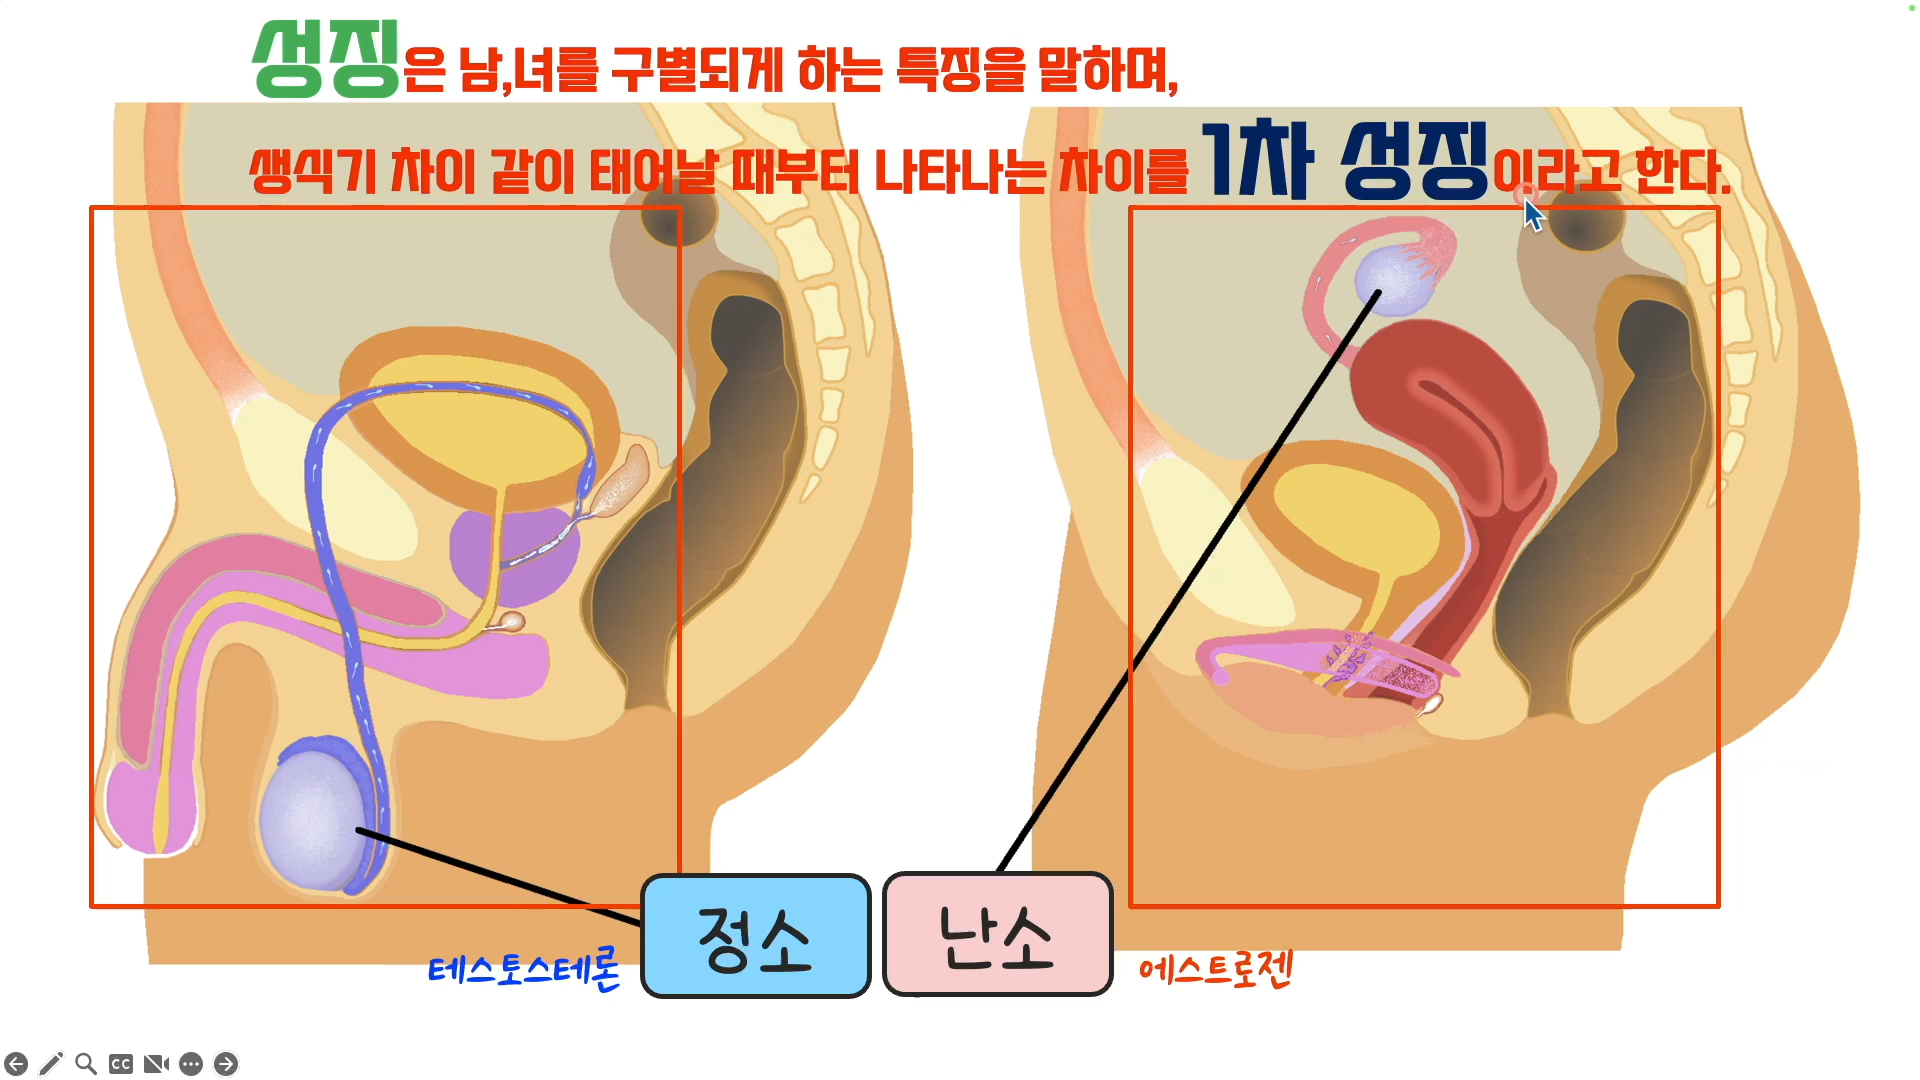 성징은 남,녀를 구별되게 하는 특징을 말하며,
생식기 차이 같이 태어날 때부터 나타나는 차이를 1차 성징이라고 한다.
정소
난소
테스토스테론
에스트로젠
CC